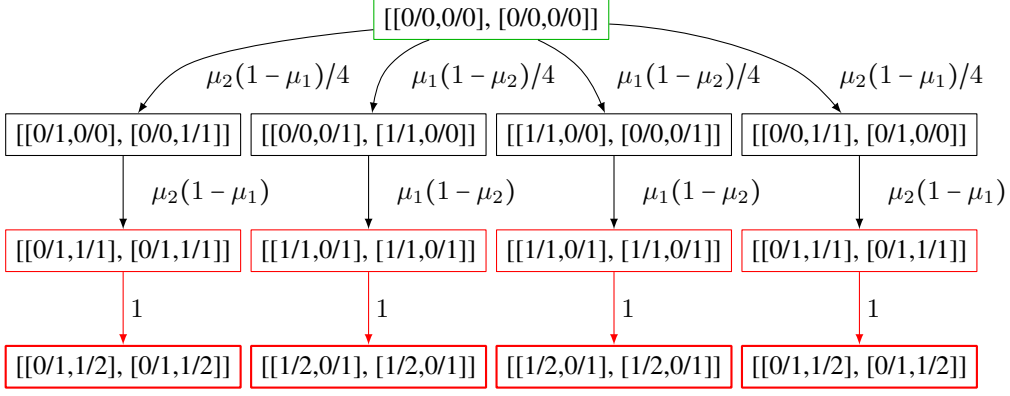 [[0/0,0/0], [0/0,0/0]]
μ₂(1 − μ₁)/4 μ₁(1 − μ₂)/4 μ₁(1 − μ₂)/4 μ₂(1 − μ₁)/4
[[0/1,0/0], [0/0,1/1]] [[0/0,0/1], [1/1,0/0]] [[1/1,0/0], [0/0,0/1]] [[0/0,1/1], [0/1,0/0]]
μ₂(1 − μ₁) μ₁(1 − μ₂) μ₁(1 − μ₂) μ₂(1 − μ₁)
[[0/1,1/1], [0/1,1/1]] [[1/1,0/1], [1/1,0/1]] [[1/1,0/1], [1/1,0/1]] [[0/1,1/1], [0/1,1/1]]
1 1 1 1
[[0/1,1/2], [0/1,1/2]] [[1/2,0/1], [1/2,0/1]] [[1/2,0/1], [1/2,0/1]] [[0/1,1/2], [0/1,1/2]]